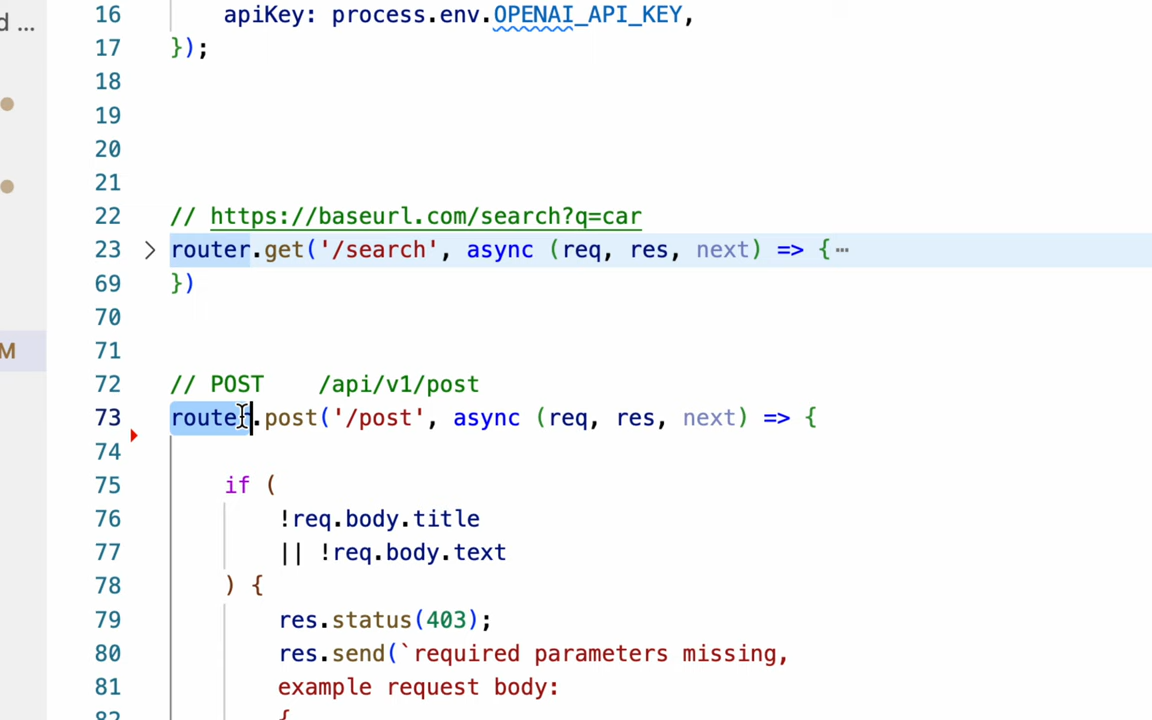 d ...
16 apiKey: process.env.OPENAI_API_KEY,
17 });
18
19
20
21
22 // https://baseurl.com/search?q=car
23 router.get('/search', async (req, res, next) => {⋯
69 })
70
71
M
72 // POST    /api/v1/post
73 router.post('/post', async (req, res, next) => {
74
75 if (
76 !req.body.title
77 || !req.body.text
78 ) {
79 res.status(403);
80 res.send(`required parameters missing,
81 example request body:
82 {